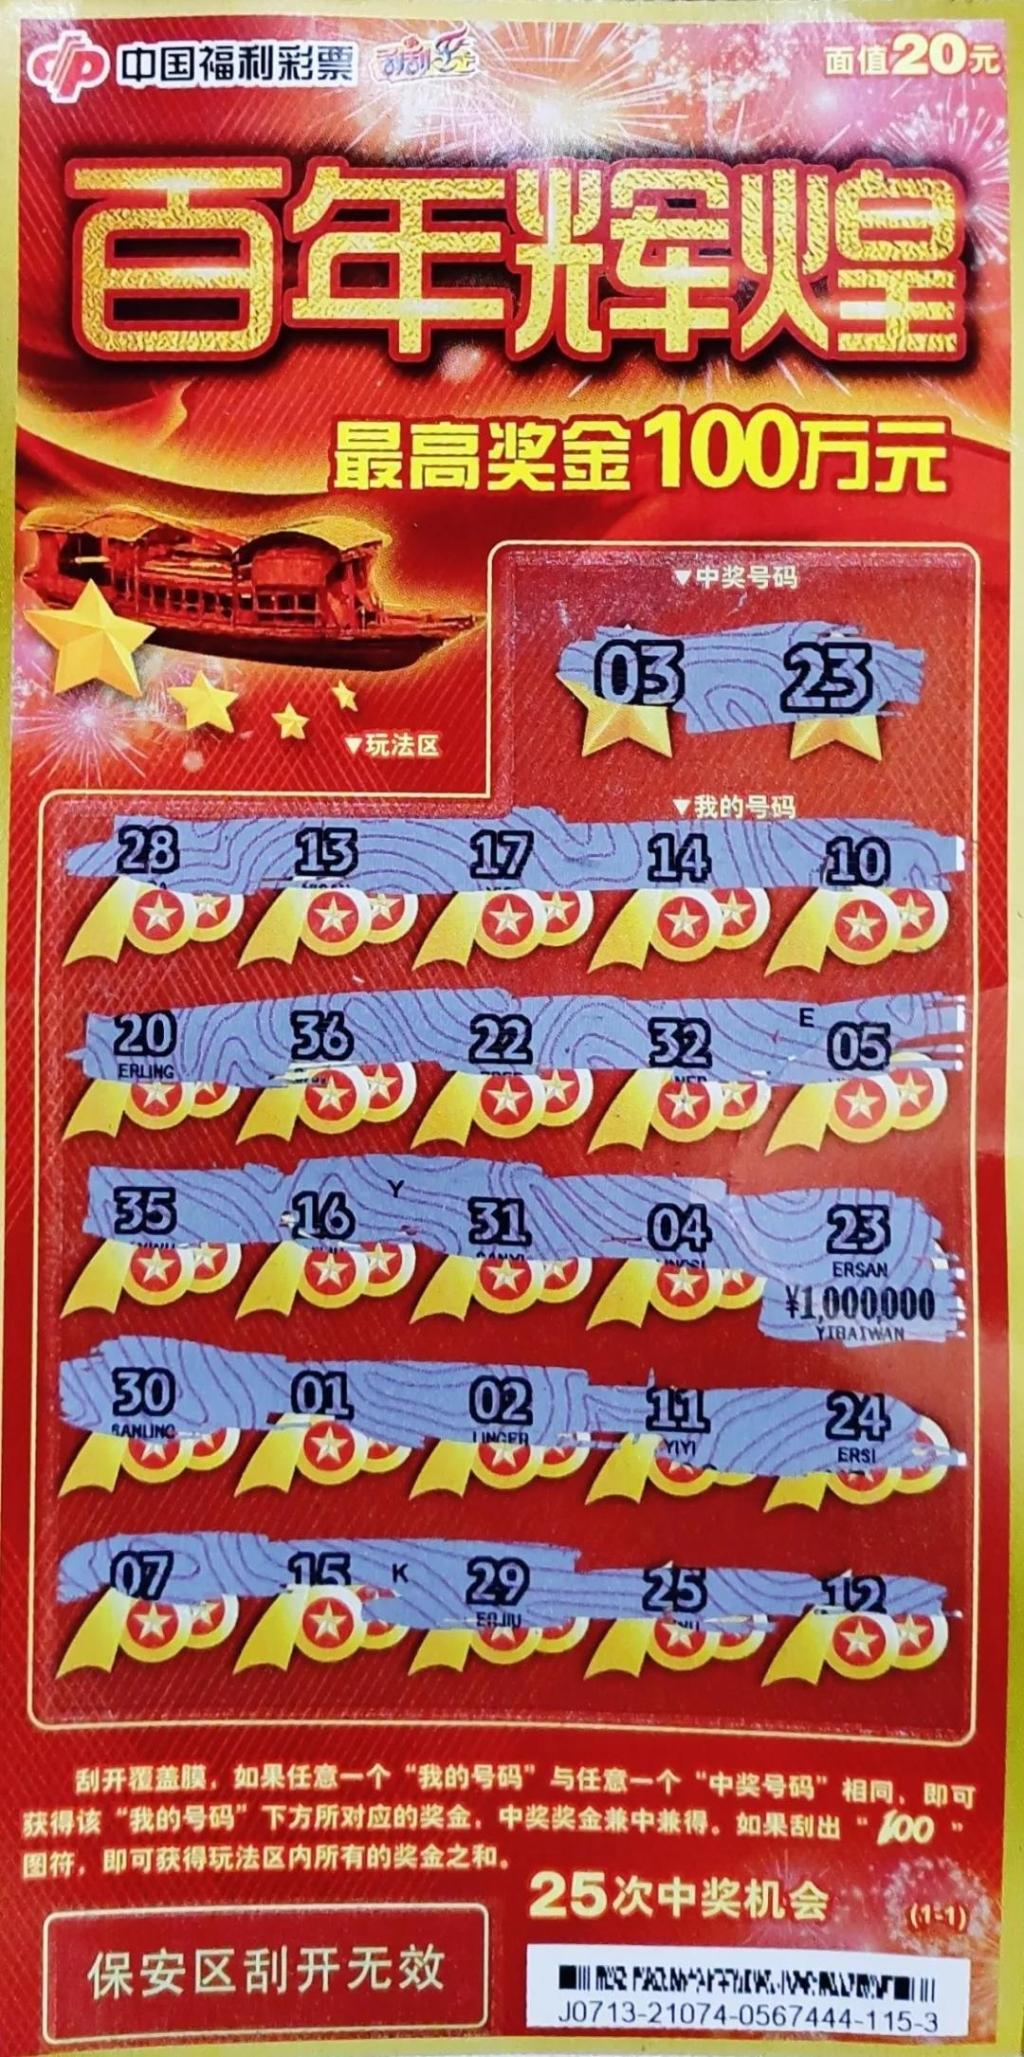 中国福利彩票 刮刮乐
面值20元
百年辉煌
最高奖金100万元
▼中奖号码
03 23
▼玩法区
▼我的号码
28 13 17 14 10
20 36 22 32 E 05
ERLING
35 16 Y 31 04 23
ERSAN
¥1,000,000
YIBAIWAN
30 01 02 11 24
SANLING LINGER YIYI ERSI
07 15 K 29 25 12
ERJIU
刮开覆盖膜，如果任意一个“我的号码”与任意一个“中奖号码”相同，即可
获得该“我的号码”下方所对应的奖金，中奖奖金兼中兼得。如果刮出“100”
图符，即可获得玩法区内所有的奖金之和。
25次中奖机会
(1-1)
保安区刮开无效
J0713-21074-0567444-115-3